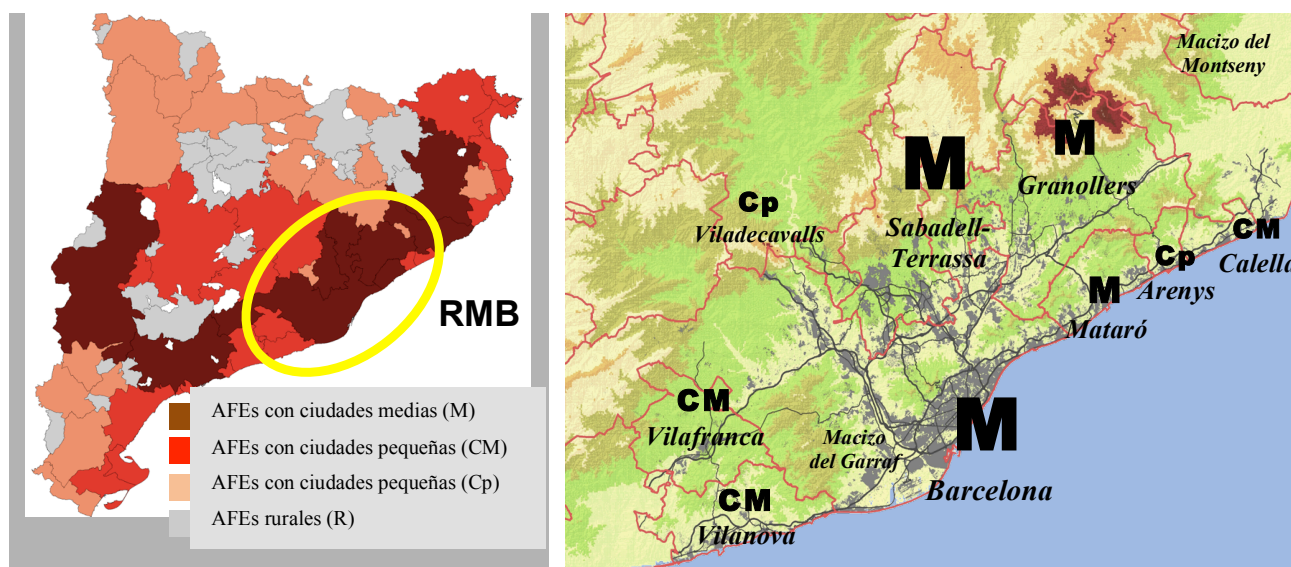 RMB
AFEs con ciudades medias (M)
AFEs con ciudades pequeñas (CM)
AFEs con ciudades pequeñas (Cp)
AFEs rurales (R)
Macizo del
Montseny
M
M
Granollers
Cp
Viladecavalls
Sabadell-
Terrassa
CM
Calella
Cp
Arenys
M
Mataró
CM
Vilafranca
Macizo
del Garraf
M
Barcelona
CM
Vilanova